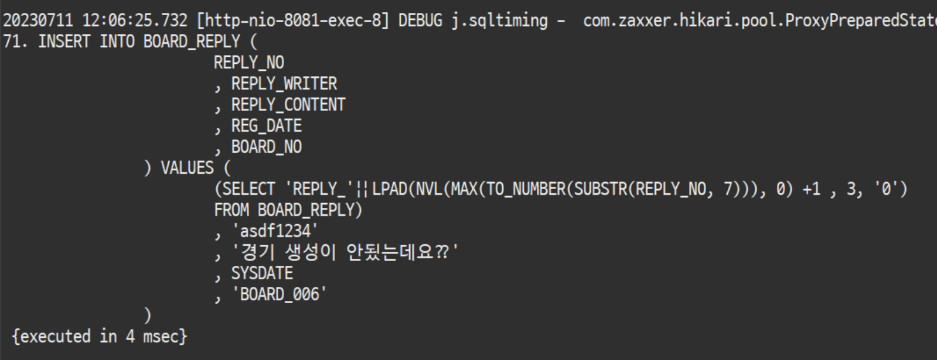 20230711 12:06:25.732 [http-nio-8081-exec-8] DEBUG j.sqltiming -  com.zaxxer.hikari.pool.ProxyPreparedState
71. INSERT INTO BOARD_REPLY (
REPLY_NO
, REPLY_WRITER
, REPLY_CONTENT
, REG_DATE
, BOARD_NO
) VALUES (
(SELECT 'REPLY_'||LPAD(NVL(MAX(TO_NUMBER(SUBSTR(REPLY_NO, 7))), 0) +1 , 3, '0')
FROM BOARD_REPLY)
, 'asdf1234'
, '경기 생성이 안됐는데요??'
, SYSDATE
, 'BOARD_006'
)
{executed in 4 msec}